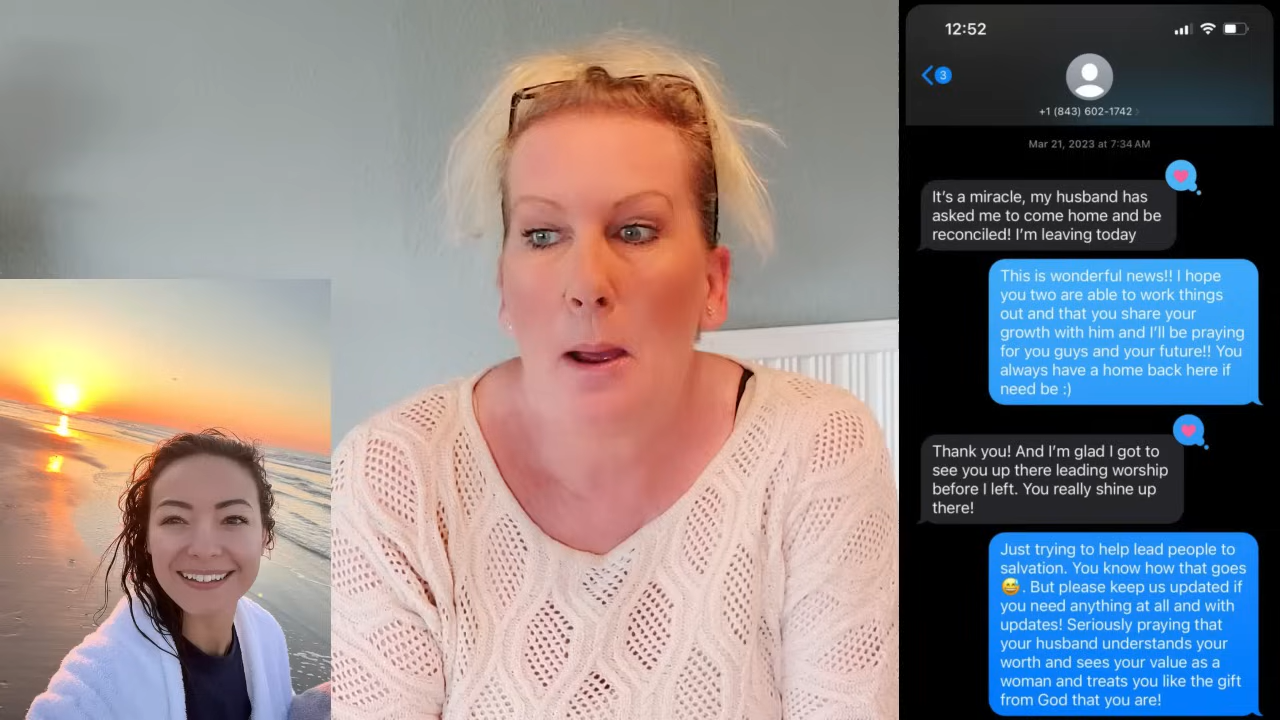 12:52
3
+1 (843) 602-1742
Mar 21, 2023 at 7:34 AM
It's a miracle, my husband has
asked me to come home and be
reconciled! I'm leaving today
This is wonderful news!! I hope
you two are able to work things
out and that you share your
growth with him and I'll be praying
for you guys and your future!! You
always have a home back here if
need be :)
Thank you! And I'm glad I got to
see you up there leading worship
before I left. You really shine up
there!
Just trying to help lead people to
salvation. You know how that goes
😅. But please keep us updated if
you need anything at all and with
updates! Seriously praying that
your husband understands your
worth and sees your value as a
woman and treats you like the gift
from God that you are!